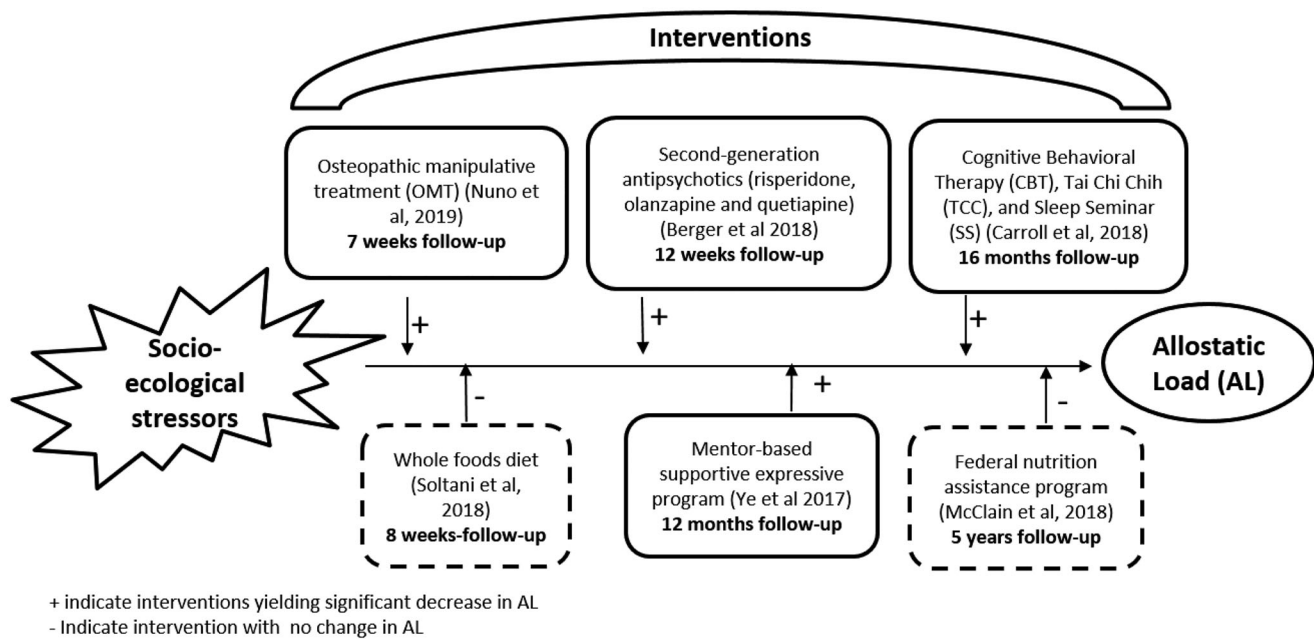 Interventions
Osteopathic manipulative
treatment (OMT) (Nuno et
al, 2019)
7 weeks follow-up
Second-generation
antipsychotics (risperidone,
olanzapine and quetiapine)
(Berger et al 2018)
12 weeks follow-up
Cognitive Behavioral
Therapy (CBT), Tai Chi Chih
(TCC), and Sleep Seminar
(SS) (Carroll et al, 2018)
16 months follow-up
+
+
+
Socio-
ecological
stressors
Allostatic
Load (AL)
-
+
-
Whole foods diet
(Soltani et al,
2018)
8 weeks-follow-up
Mentor-based
supportive expressive
program (Ye et al 2017)
12 months follow-up
Federal nutrition
assistance program
(McClain et al, 2018)
5 years follow-up
+ indicate interventions yielding significant decrease in AL
- Indicate intervention with no change in AL